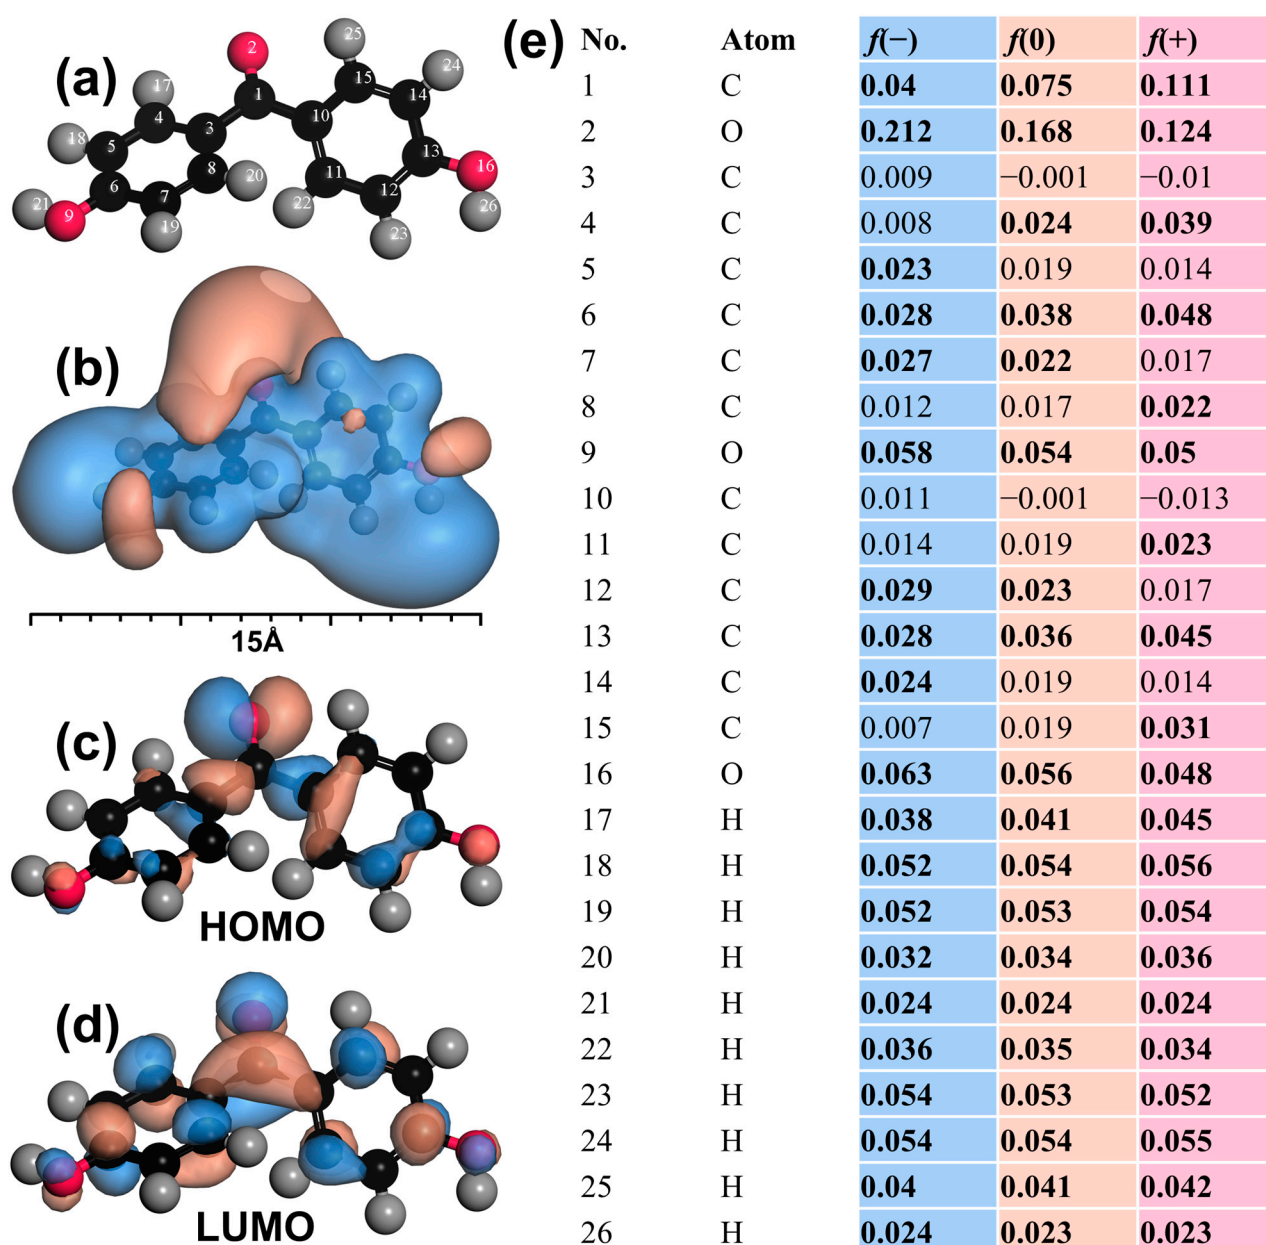 (a)
2
25
24
17
1
15
14
4
3
10
18
5
8
13
16
6
11
20
12
7
21
9
22
26
19
23
(b)
15Å
(c)
HOMO
(d)
LUMO
(e) No. Atom f(−) f(0) f(+)
1 C 0.04 0.075 0.111
2 O 0.212 0.168 0.124
3 C 0.009 −0.001 −0.01
4 C 0.008 0.024 0.039
5 C 0.023 0.019 0.014
6 C 0.028 0.038 0.048
7 C 0.027 0.022 0.017
8 C 0.012 0.017 0.022
9 O 0.058 0.054 0.05
10 C 0.011 −0.001 −0.013
11 C 0.014 0.019 0.023
12 C 0.029 0.023 0.017
13 C 0.028 0.036 0.045
14 C 0.024 0.019 0.014
15 C 0.007 0.019 0.031
16 O 0.063 0.056 0.048
17 H 0.038 0.041 0.045
18 H 0.052 0.054 0.056
19 H 0.052 0.053 0.054
20 H 0.032 0.034 0.036
21 H 0.024 0.024 0.024
22 H 0.036 0.035 0.034
23 H 0.054 0.053 0.052
24 H 0.054 0.054 0.055
25 H 0.04 0.041 0.042
26 H 0.024 0.023 0.023